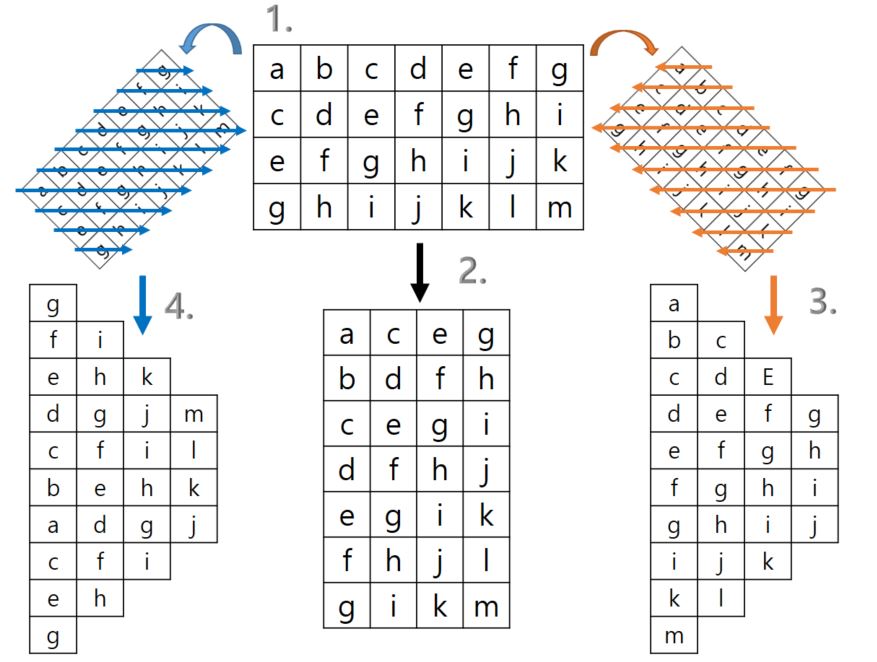 1.
a b c d e f g
c d e f g h i
e f g h i j k
g h i j k l m
2.
a c e g
b d f h
c e g i
d f h j
e g i k
f h j l
g i k m
3.
a
b c
c d E
d e f g
e f g h
f g h i
g h i j
i j k
k l
m
4.
g
f i
e h k
d g j m
c f i l
b e h k
a d g j
c f i
e h
g